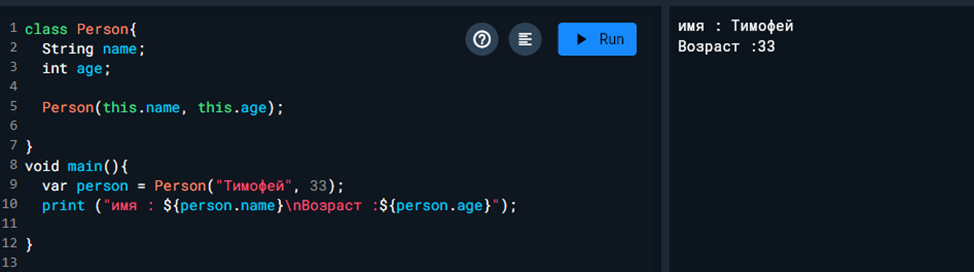 1 class Person{
2 String name;
3 int age;
4
5 Person(this.name, this.age);
6
7 }
8 void main(){
9 var person = Person("Тимофей", 33);
10 print ("имя : ${person.name}\nВозраст :${person.age}");
11
12 }
13
Run
имя : Тимофей
Возраст :33